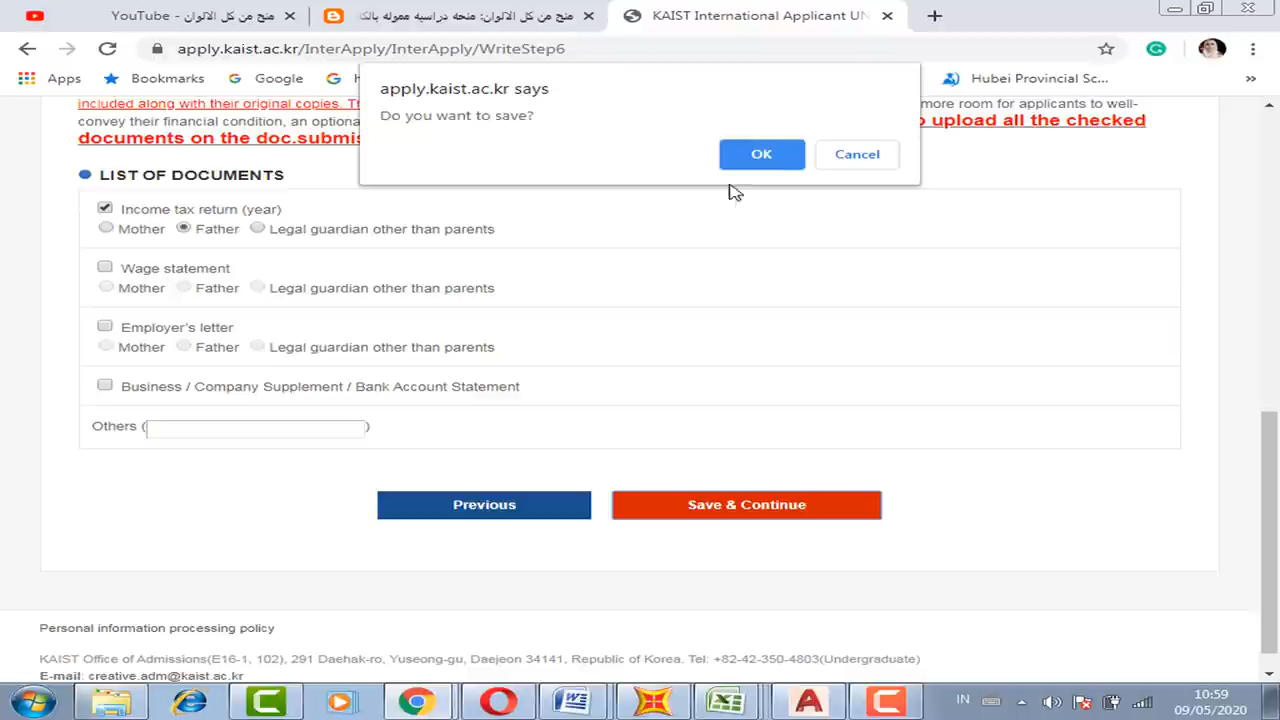 YouTube - منح من كل الالوان
منح من كل الالوان: منحه دراسيه مموله بالكا
KAIST International Applicant UN
apply.kaist.ac.kr/InterApply/InterApply/WriteStep6
Apps
Bookmarks
Google
Hubei Provincial Sc...
»
included along with their original copies. Th
more room for applicants to well-
convey their financial condition, an optiona
o upload all the checked
documents on the doc.submis
apply.kaist.ac.kr says
Do you want to save?
OK
Cancel
LIST OF DOCUMENTS
Income tax return (year)
Mother Father Legal guardian other than parents
Wage statement
Mother Father Legal guardian other than parents
Employer's letter
Mother Father Legal guardian other than parents
Business / Company Supplement / Bank Account Statement
Others ( )
Previous
Save & Continue
Personal information processing policy
KAIST Office of Admissions(E16-1, 102), 291 Daehak-ro, Yuseong-gu, Daejeon 34141, Republic of Korea. Tel: +82-42-350-4803(Undergraduate)
E-mail: creative.adm@kaist.ac.kr
IN
10:59
09/05/2020